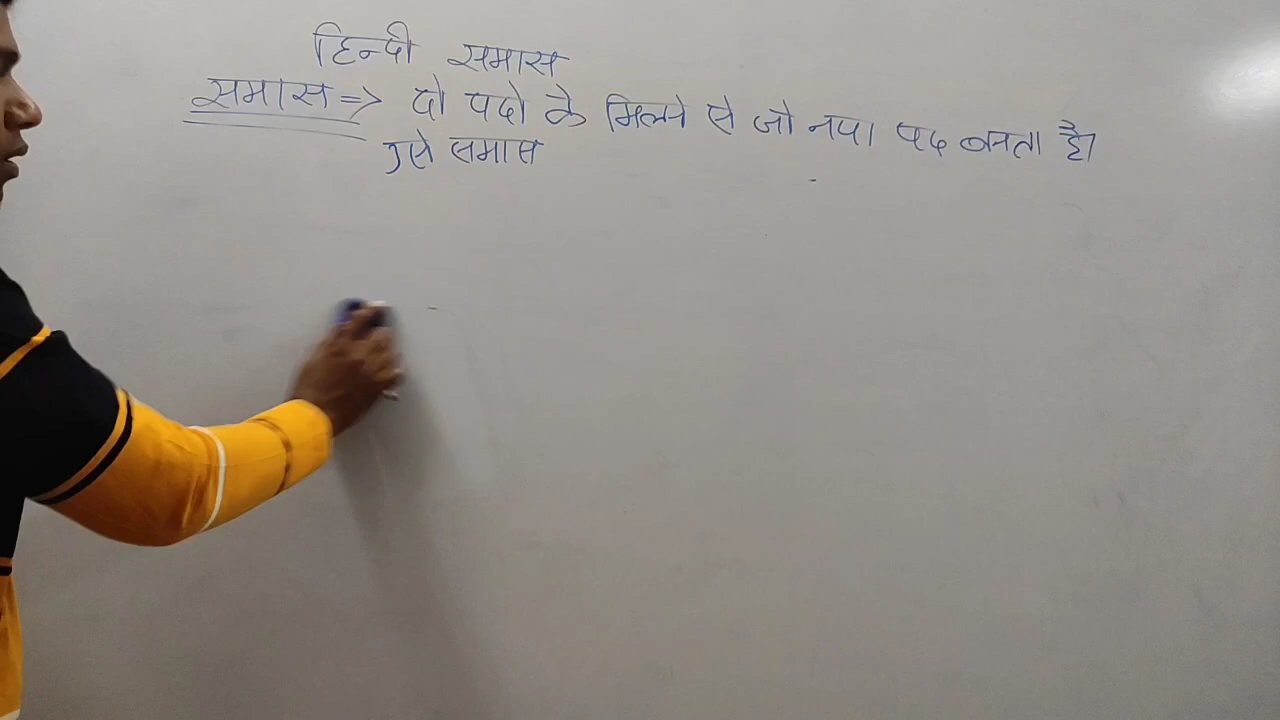 हिन्दी समास
समास => दो पदो के मिलने से जो नया पद बनता है।
उसे समास